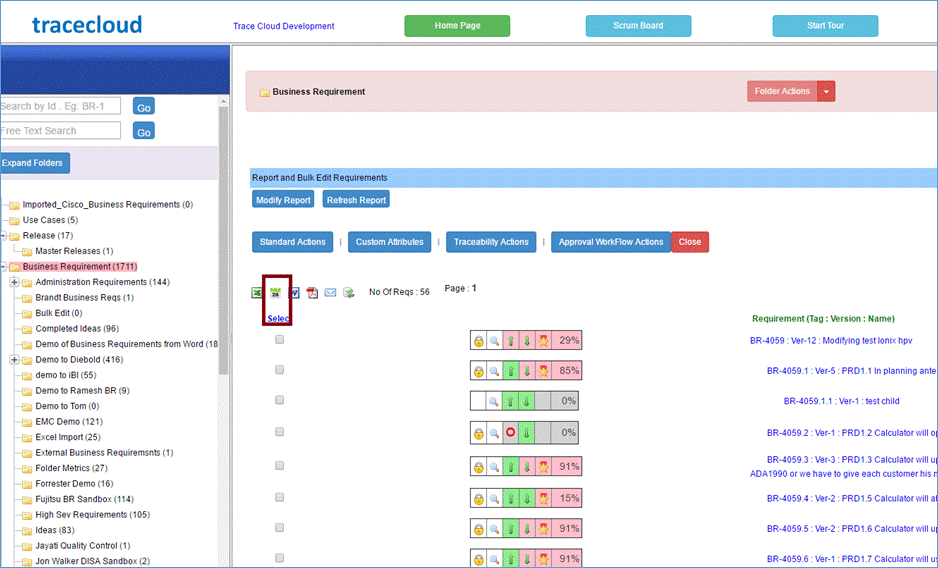 tracecloud
Trace Cloud Development
Home Page
Scrum Board
Start Tour
Search by Id . Eg: BR-1
Go
Free Text Search
Go
Expand Folders
Imported_Cisco_Business Requirements (0)
Use Cases (5)
Release (17)
Master Releases (1)
Business Requirement (1711)
Administration Requirements (144)
Brandt Business Reqs (1)
Bulk Edit (0)
Completed Ideas (96)
Demo of Business Requirements from Word (18
Demo to Diebold (416)
demo to iBI (55)
Demo to Ramesh BR (9)
Demo to Tom (0)
EMC Demo (121)
Excel Import (25)
External Business Requiremsnts (1)
Folder Metrics (27)
Forrester Demo (16)
Fujitsu BR Sandbox (114)
High Sev Requirements (105)
Ideas (83)
Jayati Quality Control (1)
Jon Walker DISA Sandbox (2)
Business Requirement
Folder Actions
Report and Bulk Edit Requirements
Modify Report
Refresh Report
Standard Actions | Custom Attributes | Traceability Actions | Approval WorkFlow Actions Close
26
No Of Reqs : 56
Page : 1
Selec
Requirement (Tag : Version : Name)
29%
BR-4059 : Ver-12 : Modifying test Ionix hpv
85%
BR-4059.1 : Ver-5 : PRD1.1 In planning ante
0%
BR-4059.1.1 : Ver-1 : test child
0%
BR-4059.2 : Ver-1 : PRD1.2 Calculator will op
91%
BR-4059.3 : Ver-3 : PRD1.3 Calculator will up
ADA1990 or we have to give each customer his n
15%
BR-4059.4 : Ver-2 : PRD1.5 Calculator will al
91%
BR-4059.5 : Ver-2 : PRD1.6 Calculator will up
91%
BR-4059.6 : Ver-1 : PRD1.7 Calculator will us